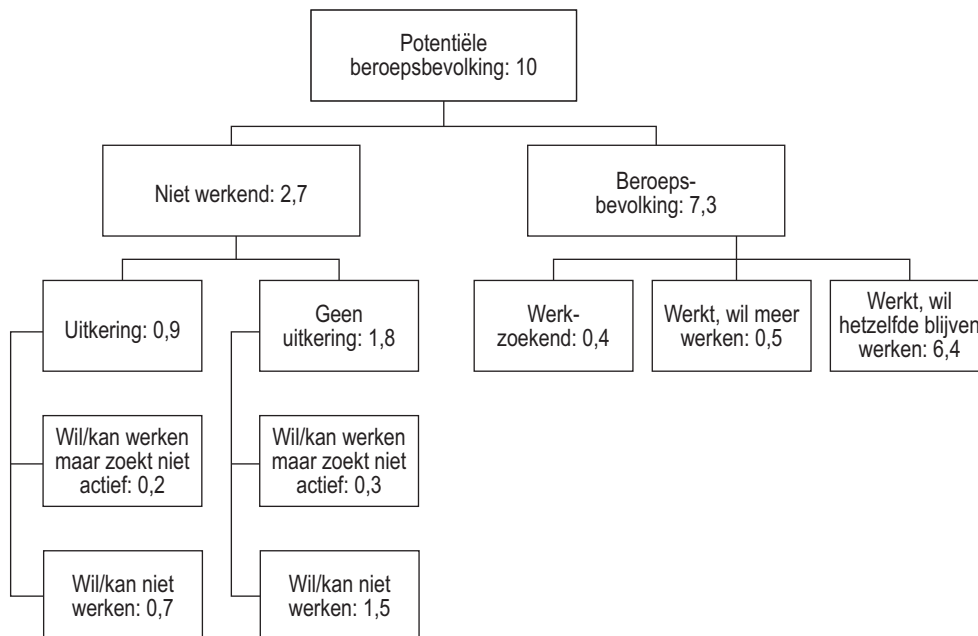 Potentiële
beroepsbevolking: 10
Niet werkend: 2,7
Beroeps-
bevolking: 7,3
Uitkering: 0,9
Geen
uitkering: 1,8
Werk-
zoekend: 0,4
Werkt, wil meer
werken: 0,5
Werkt, wil
hetzelfde blijven
werken: 6,4
Wil/kan werken
maar zoekt niet
actief: 0,2
Wil/kan werken
maar zoekt niet
actief: 0,3
Wil/kan niet
werken: 0,7
Wil/kan niet
werken: 1,5